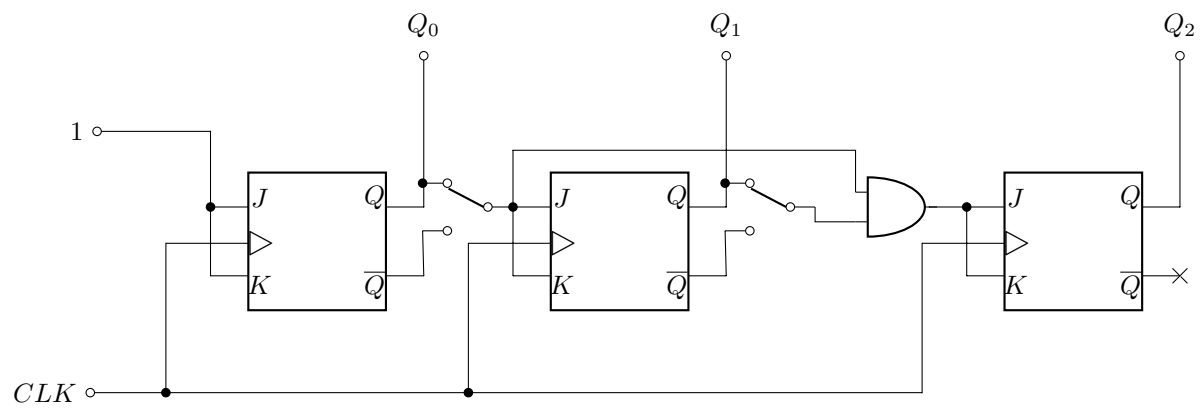 Q₀ Q₁ Q₂
1
J Q J Q J Q
K Q̅ K Q̅ K Q̅
CLK